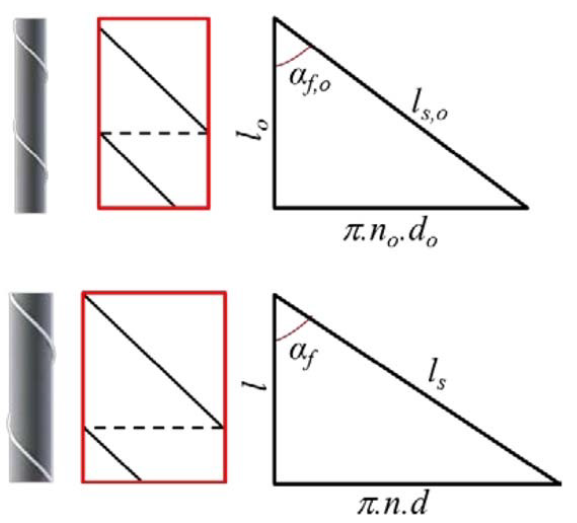 α_{f,o}
l_{s,o}
l_o
π.n_o.d_o
α_f
l_s
l
π.n.d